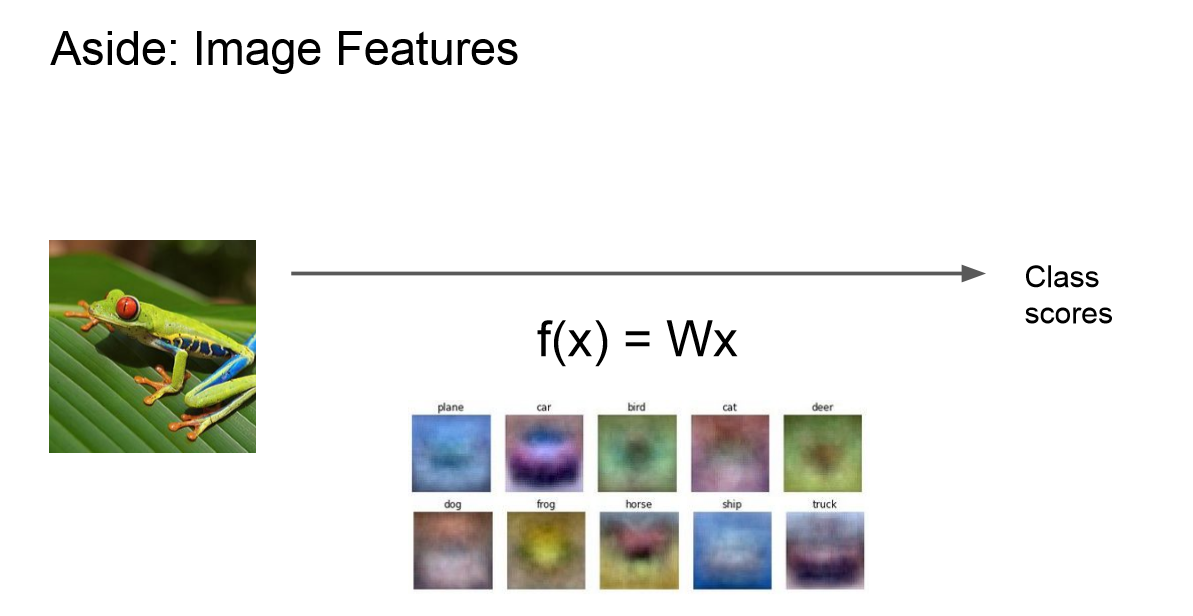 Aside: Image Features
Class
scores
f(x) = Wx
plane car bird cat deer
dog frog horse ship truck